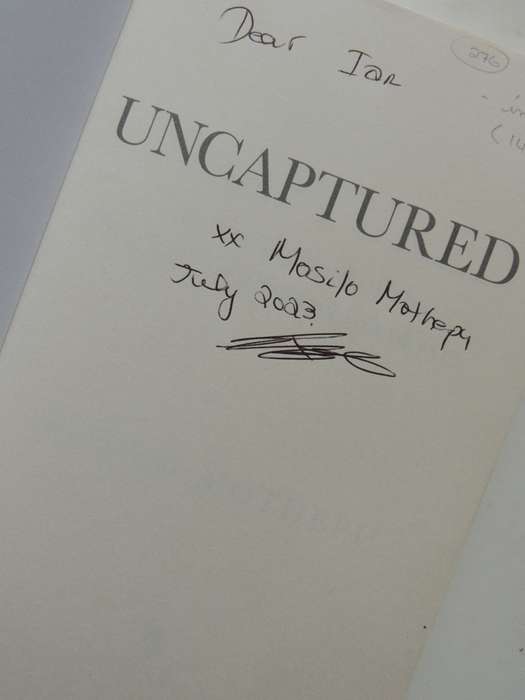 Dear Ian
276
UNCAPTURED
xx Mosilo Mothepu
July 2023